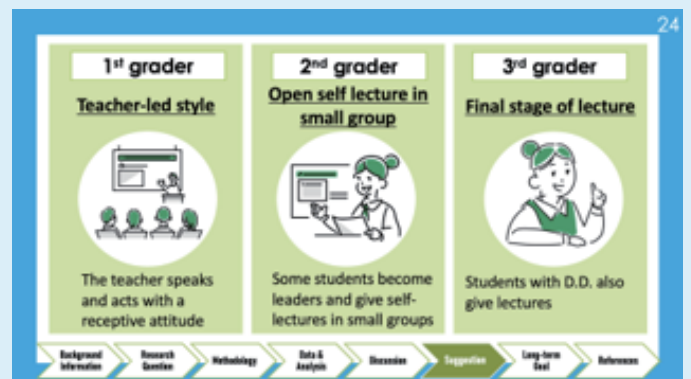 24
1st grader
Teacher-led style
The teacher speaks
and acts with a
receptive attitude
2nd grader
Open self lecture in
small group
Some students become
leaders and give self-
lectures in small groups
3rd grader
Final stage of lecture
Students with D.D. also
give lectures
Background
Information
Research
Question
Methodology
Data &
Analysis
Discussion
Suggestion
Long-term
Goal
References